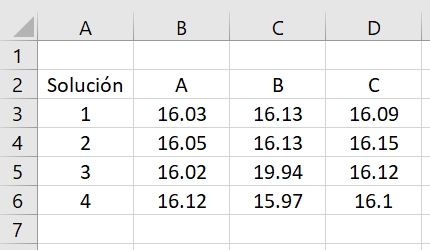 A B C D
1
2 Solución A B C
3 1 16.03 16.13 16.09
4 2 16.05 16.13 16.15
5 3 16.02 19.94 16.12
6 4 16.12 15.97 16.1
7